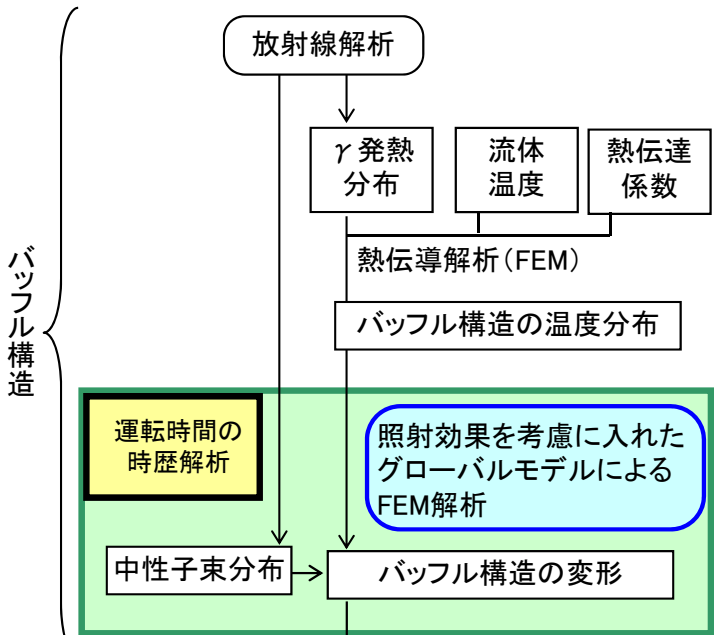 放射線解析
γ発熱
分布
流体
温度
熱伝達
係数
熱伝導解析(FEM)
バッフル構造の温度分布
バッフル構造
運転時間の
時歴解析
照射効果を考慮に入れた
グローバルモデルによる
FEM解析
中性子束分布
バッフル構造の変形